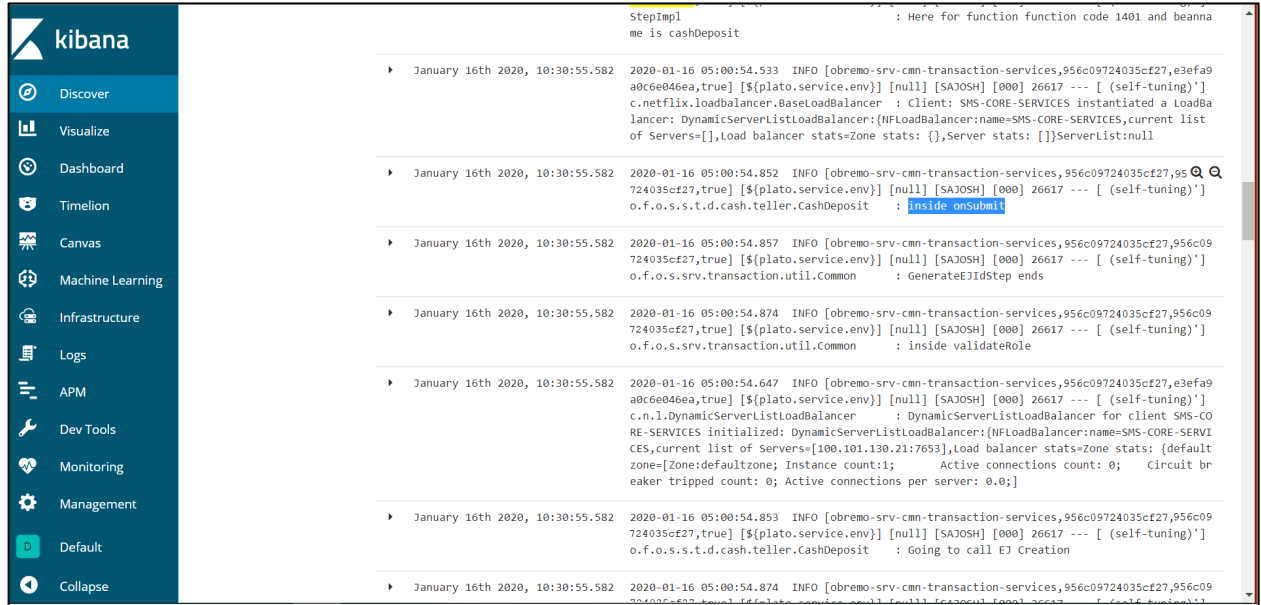 kibana
Discover
Visualize
Dashboard
Timelion
Canvas
Machine Learning
Infrastructure
Logs
APM
Dev Tools
Monitoring
Management
D Default
Collapse
StepImpl : Here for function function code 1401 and beanna
me is cashDeposit
January 16th 2020, 10:30:55.582 2020-01-16 05:00:54.533 INFO [obremo-srv-cmn-transaction-services,956c09724035cf27,e3efa9
a0c6e046ea,true] [${plato.service.env}] [null] [SAJOSH] [000] 26617 --- [ (self-tuning)']
c.netflix.loadbalancer.BaseLoadBalancer : Client: SMS-CORE-SERVICES instantiated a LoadBa
lancer: DynamicServerListLoadBalancer:{NFLoadBalancer:name=SMS-CORE-SERVICES,current list
of Servers=[],Load balancer stats=Zone stats: {},Server stats: []}ServerList:null
January 16th 2020, 10:30:55.582 2020-01-16 05:00:54.852 INFO [obremo-srv-cmn-transaction-services,956c09724035cf27,95
724035cf27,true] [${plato.service.env}] [null] [SAJOSH] [000] 26617 --- [ (self-tuning)']
o.f.o.s.s.t.d.cash.teller.CashDeposit : inside onSubmit
January 16th 2020, 10:30:55.582 2020-01-16 05:00:54.857 INFO [obremo-srv-cmn-transaction-services,956c09724035cf27,956c09
724035cf27,true] [${plato.service.env}] [null] [SAJOSH] [000] 26617 --- [ (self-tuning)']
o.f.o.s.srv.transaction.util.Common : GenerateEJIdStep ends
January 16th 2020, 10:30:55.582 2020-01-16 05:00:54.874 INFO [obremo-srv-cmn-transaction-services,956c09724035cf27,956c09
724035cf27,true] [${plato.service.env}] [null] [SAJOSH] [000] 26617 --- [ (self-tuning)']
o.f.o.s.srv.transaction.util.Common : inside validateRole
January 16th 2020, 10:30:55.582 2020-01-16 05:00:54.647 INFO [obremo-srv-cmn-transaction-services,956c09724035cf27,e3efa9
a0c6e046ea,true] [${plato.service.env}] [null] [SAJOSH] [000] 26617 --- [ (self-tuning)']
c.n.l.DynamicServerListLoadBalancer : DynamicServerListLoadBalancer for client SMS-CO
RE-SERVICES initialized: DynamicServerListLoadBalancer:{NFLoadBalancer:name=SMS-CORE-SERVI
CES,current list of Servers=[100.101.130.21:7653],Load balancer stats=Zone stats: {default
zone=[Zone:defaultzone; Instance count:1; Active connections count: 0; Circuit br
eaker tripped count: 0; Active connections per server: 0.0;]
January 16th 2020, 10:30:55.582 2020-01-16 05:00:54.853 INFO [obremo-srv-cmn-transaction-services,956c09724035cf27,956c09
724035cf27,true] [${plato.service.env}] [null] [SAJOSH] [000] 26617 --- [ (self-tuning)']
o.f.o.s.s.t.d.cash.teller.CashDeposit : Going to call EJ Creation
January 16th 2020, 10:30:55.582 2020-01-16 05:00:54.874 INFO [obremo-srv-cmn-transaction-services,956c09724035cf27,956c09